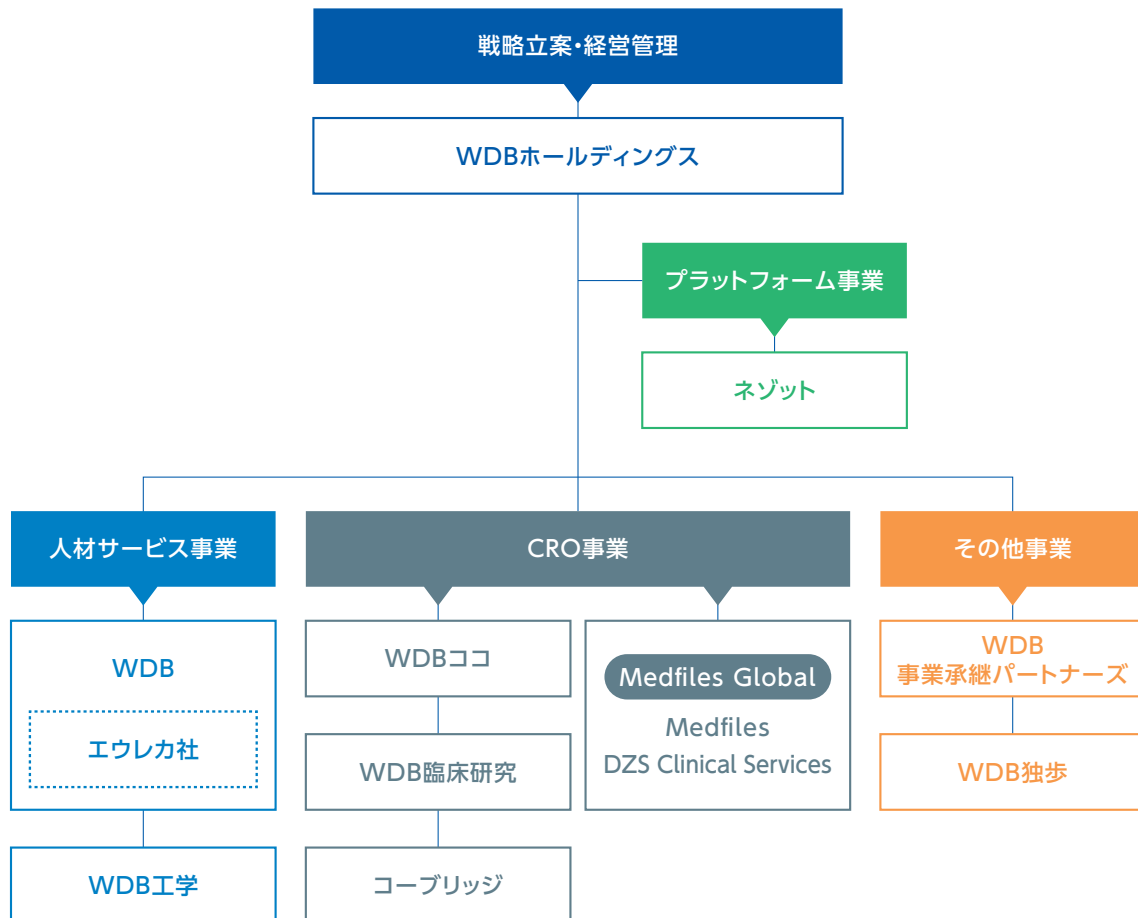 戦略立案・経営管理
WDBホールディングス
プラットフォーム事業
ネゾット
人材サービス事業
WDB
エウレカ社
WDB工学
CRO事業
WDBココ
WDB臨床研究
コーブリッジ
Medfiles Global
Medfiles
DZS Clinical Services
その他事業
WDB
事業承継パートナーズ
WDB独歩